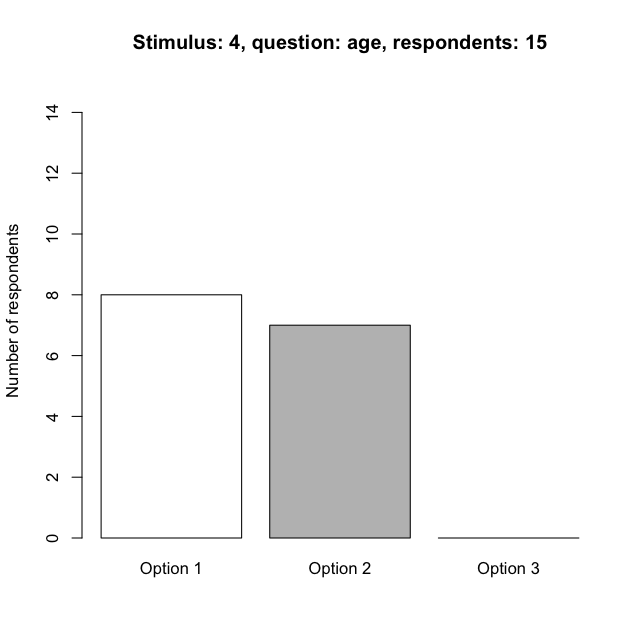 Stimulus: 4, question: age, respondents: 15
Number of respondents
14
12
10
8
6
4
2
0
Option 1
Option 2
Option 3